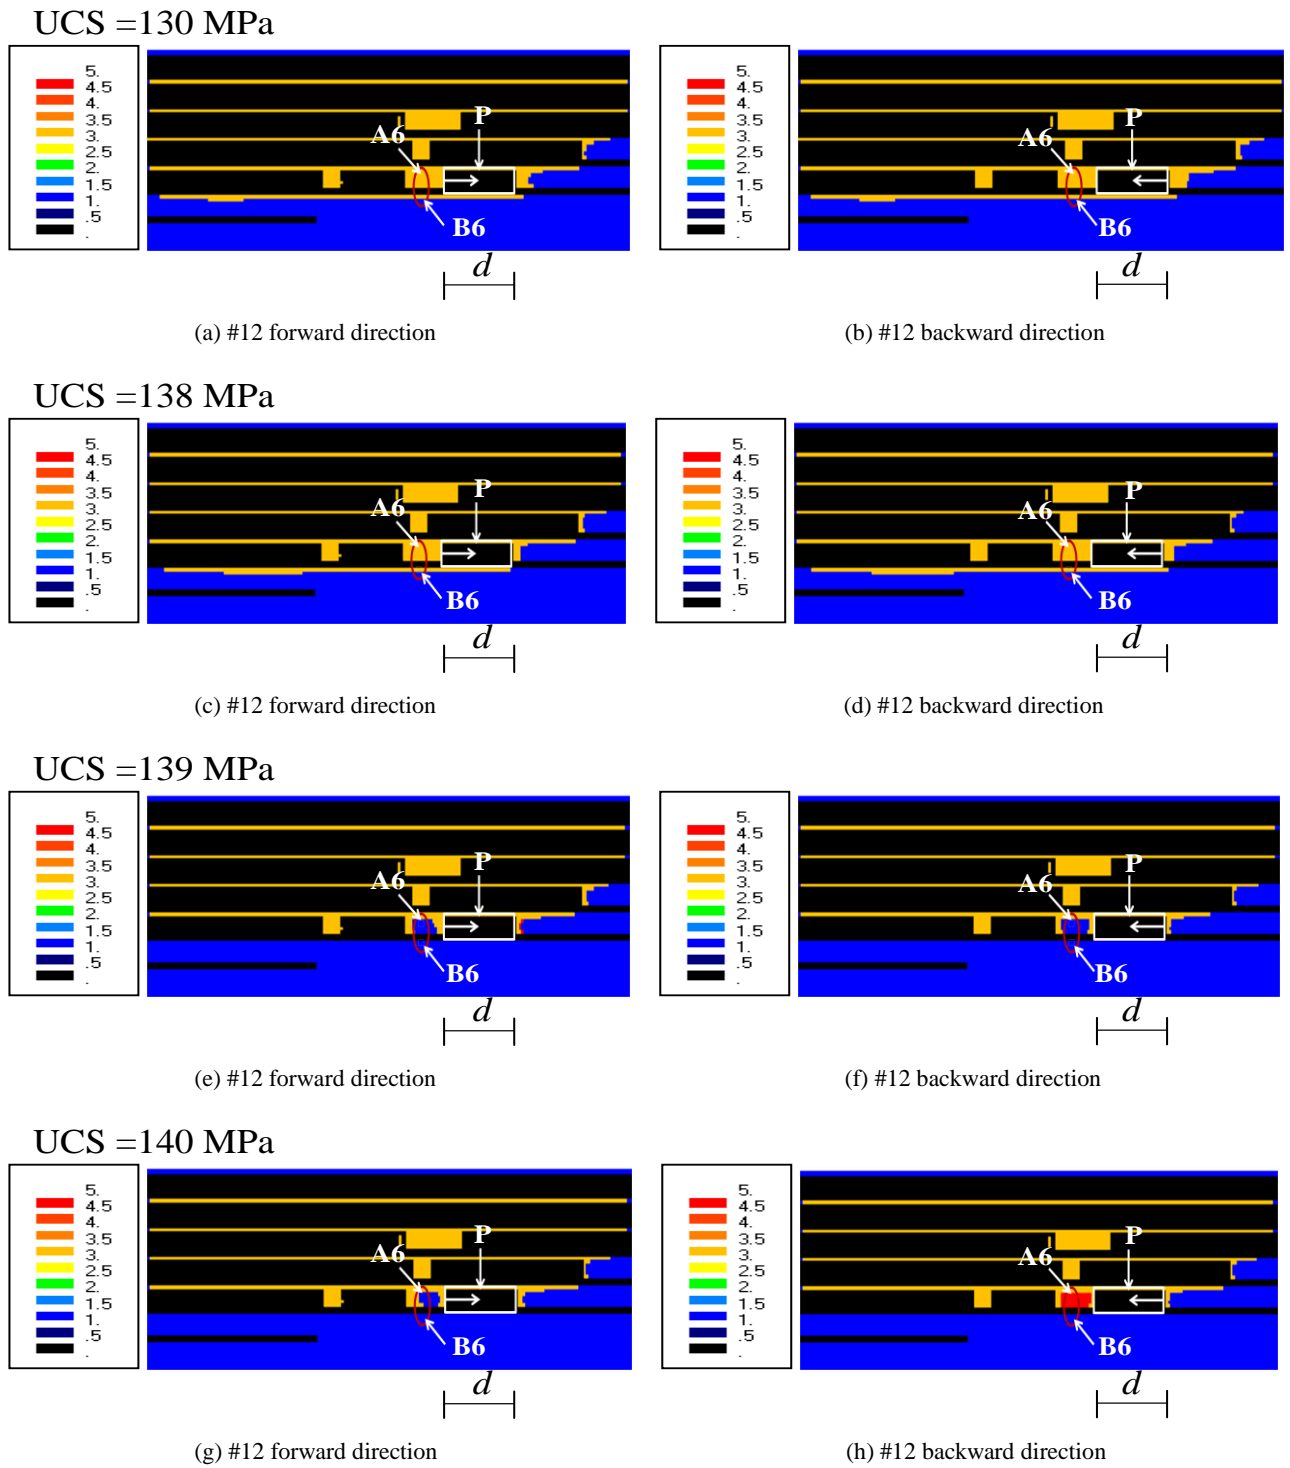 UCS =130 MPa
5.
4.5
4.
3.5
3.
2.5
2.
1.5
1.
.5
.
A6
P
B6
d
5.
4.5
4.
3.5
3.
2.5
2.
1.5
1.
.5
.
A6
P
B6
d
(a) #12 forward direction
(b) #12 backward direction
UCS =138 MPa
5.
4.5
4.
3.5
3.
2.5
2.
1.5
1.
.5
.
A6
P
B6
d
5.
4.5
4.
3.5
3.
2.5
2.
1.5
1.
.5
.
A6
P
B6
d
(c) #12 forward direction
(d) #12 backward direction
UCS =139 MPa
5.
4.5
4.
3.5
3.
2.5
2.
1.5
1.
.5
.
A6
P
B6
d
5.
4.5
4.
3.5
3.
2.5
2.
1.5
1.
.5
.
A6
P
B6
d
(e) #12 forward direction
(f) #12 backward direction
UCS =140 MPa
5.
4.5
4.
3.5
3.
2.5
2.
1.5
1.
.5
.
A6
P
B6
d
5.
4.5
4.
3.5
3.
2.5
2.
1.5
1.
.5
.
A6
P
B6
d
(g) #12 forward direction
(h) #12 backward direction